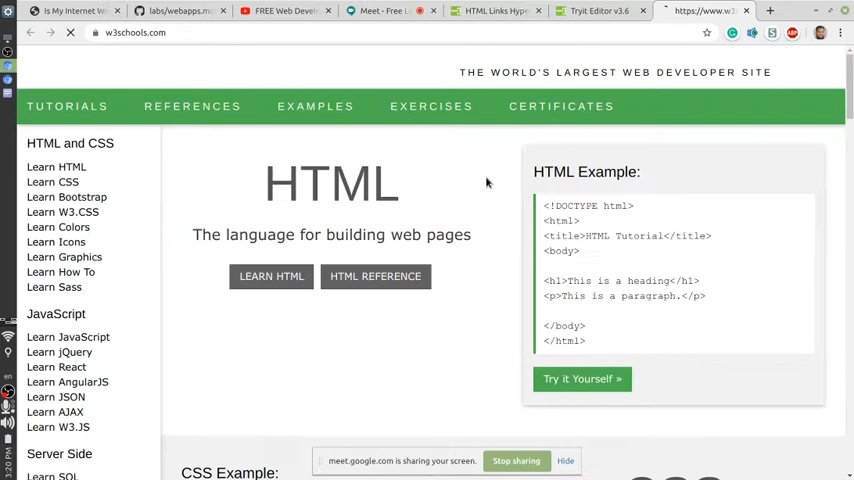 Is My Internet Wo
labs/webapps.mo
FREE Web Devel
Meet - Free L
HTML Links Hype
Tryit Editor v3.6
https://www.w3
w3schools.com
THE WORLD'S LARGEST WEB DEVELOPER SITE
TUTORIALS REFERENCES EXAMPLES EXERCISES CERTIFICATES
HTML and CSS
Learn HTML
Learn CSS
Learn Bootstrap
Learn W3.CSS
Learn Colors
Learn Icons
Learn Graphics
Learn How To
Learn Sass
JavaScript
Learn JavaScript
Learn jQuery
Learn React
Learn AngularJS
Learn JSON
Learn AJAX
Learn W3.JS
Server Side
Learn SQL
HTML
The language for building web pages
LEARN HTML HTML REFERENCE
HTML Example:
<!DOCTYPE html>
<html>
<title>HTML Tutorial</title>
<body>
<h1>This is a heading</h1>
<p>This is a paragraph.</p>
</body>
</html>
Try it Yourself »
CSS Example:
meet.google.com is sharing your screen. Stop sharing Hide
en
3:20 PM